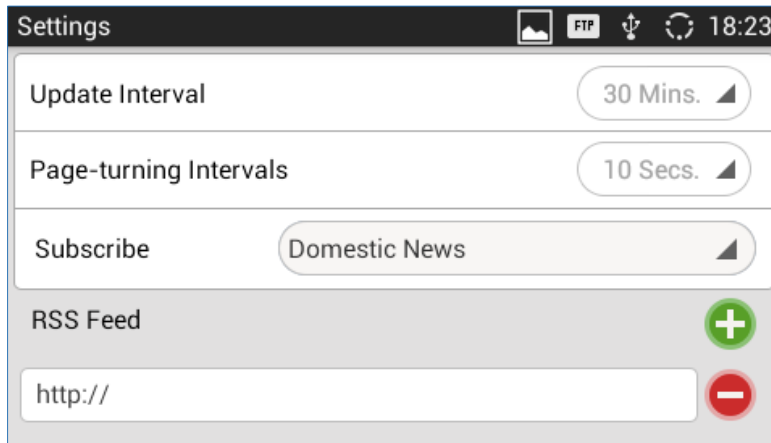 Settings FTP 18:23
Update Interval 30 Mins.
Page-turning Intervals 10 Secs.
Subscribe Domestic News
RSS Feed
http://